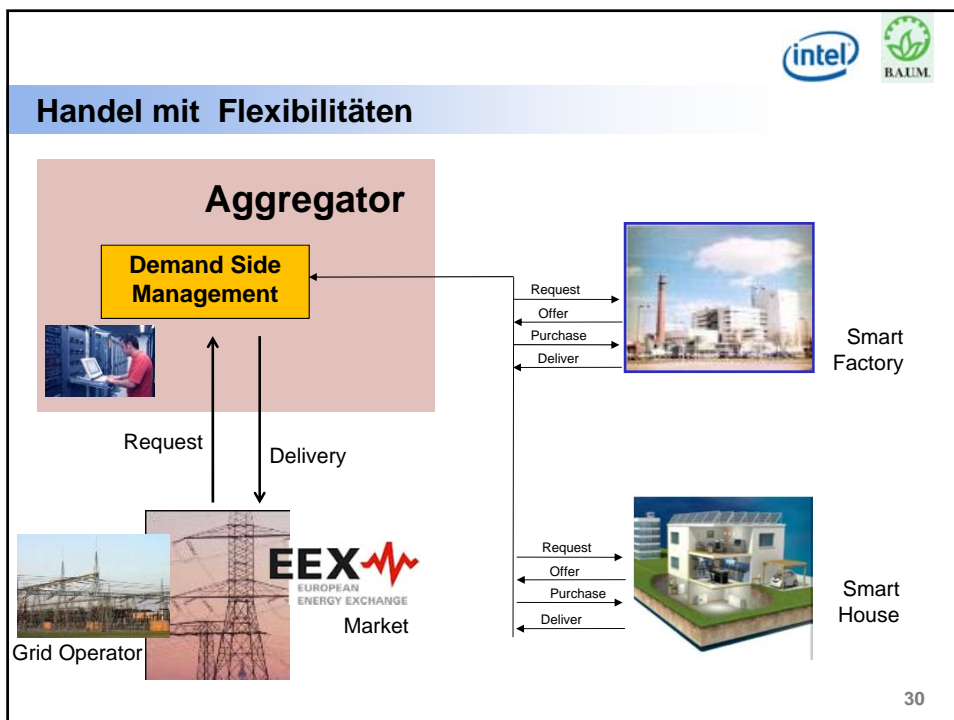 intel
B.A.U.M.
Handel mit Flexibilitäten
Aggregator
Demand Side
Management
Request
Delivery
Grid Operator
EEX
EUROPEAN
ENERGY EXCHANGE
Market
Request
Offer
Purchase
Deliver
Smart
Factory
Request
Offer
Purchase
Deliver
Smart
House
30